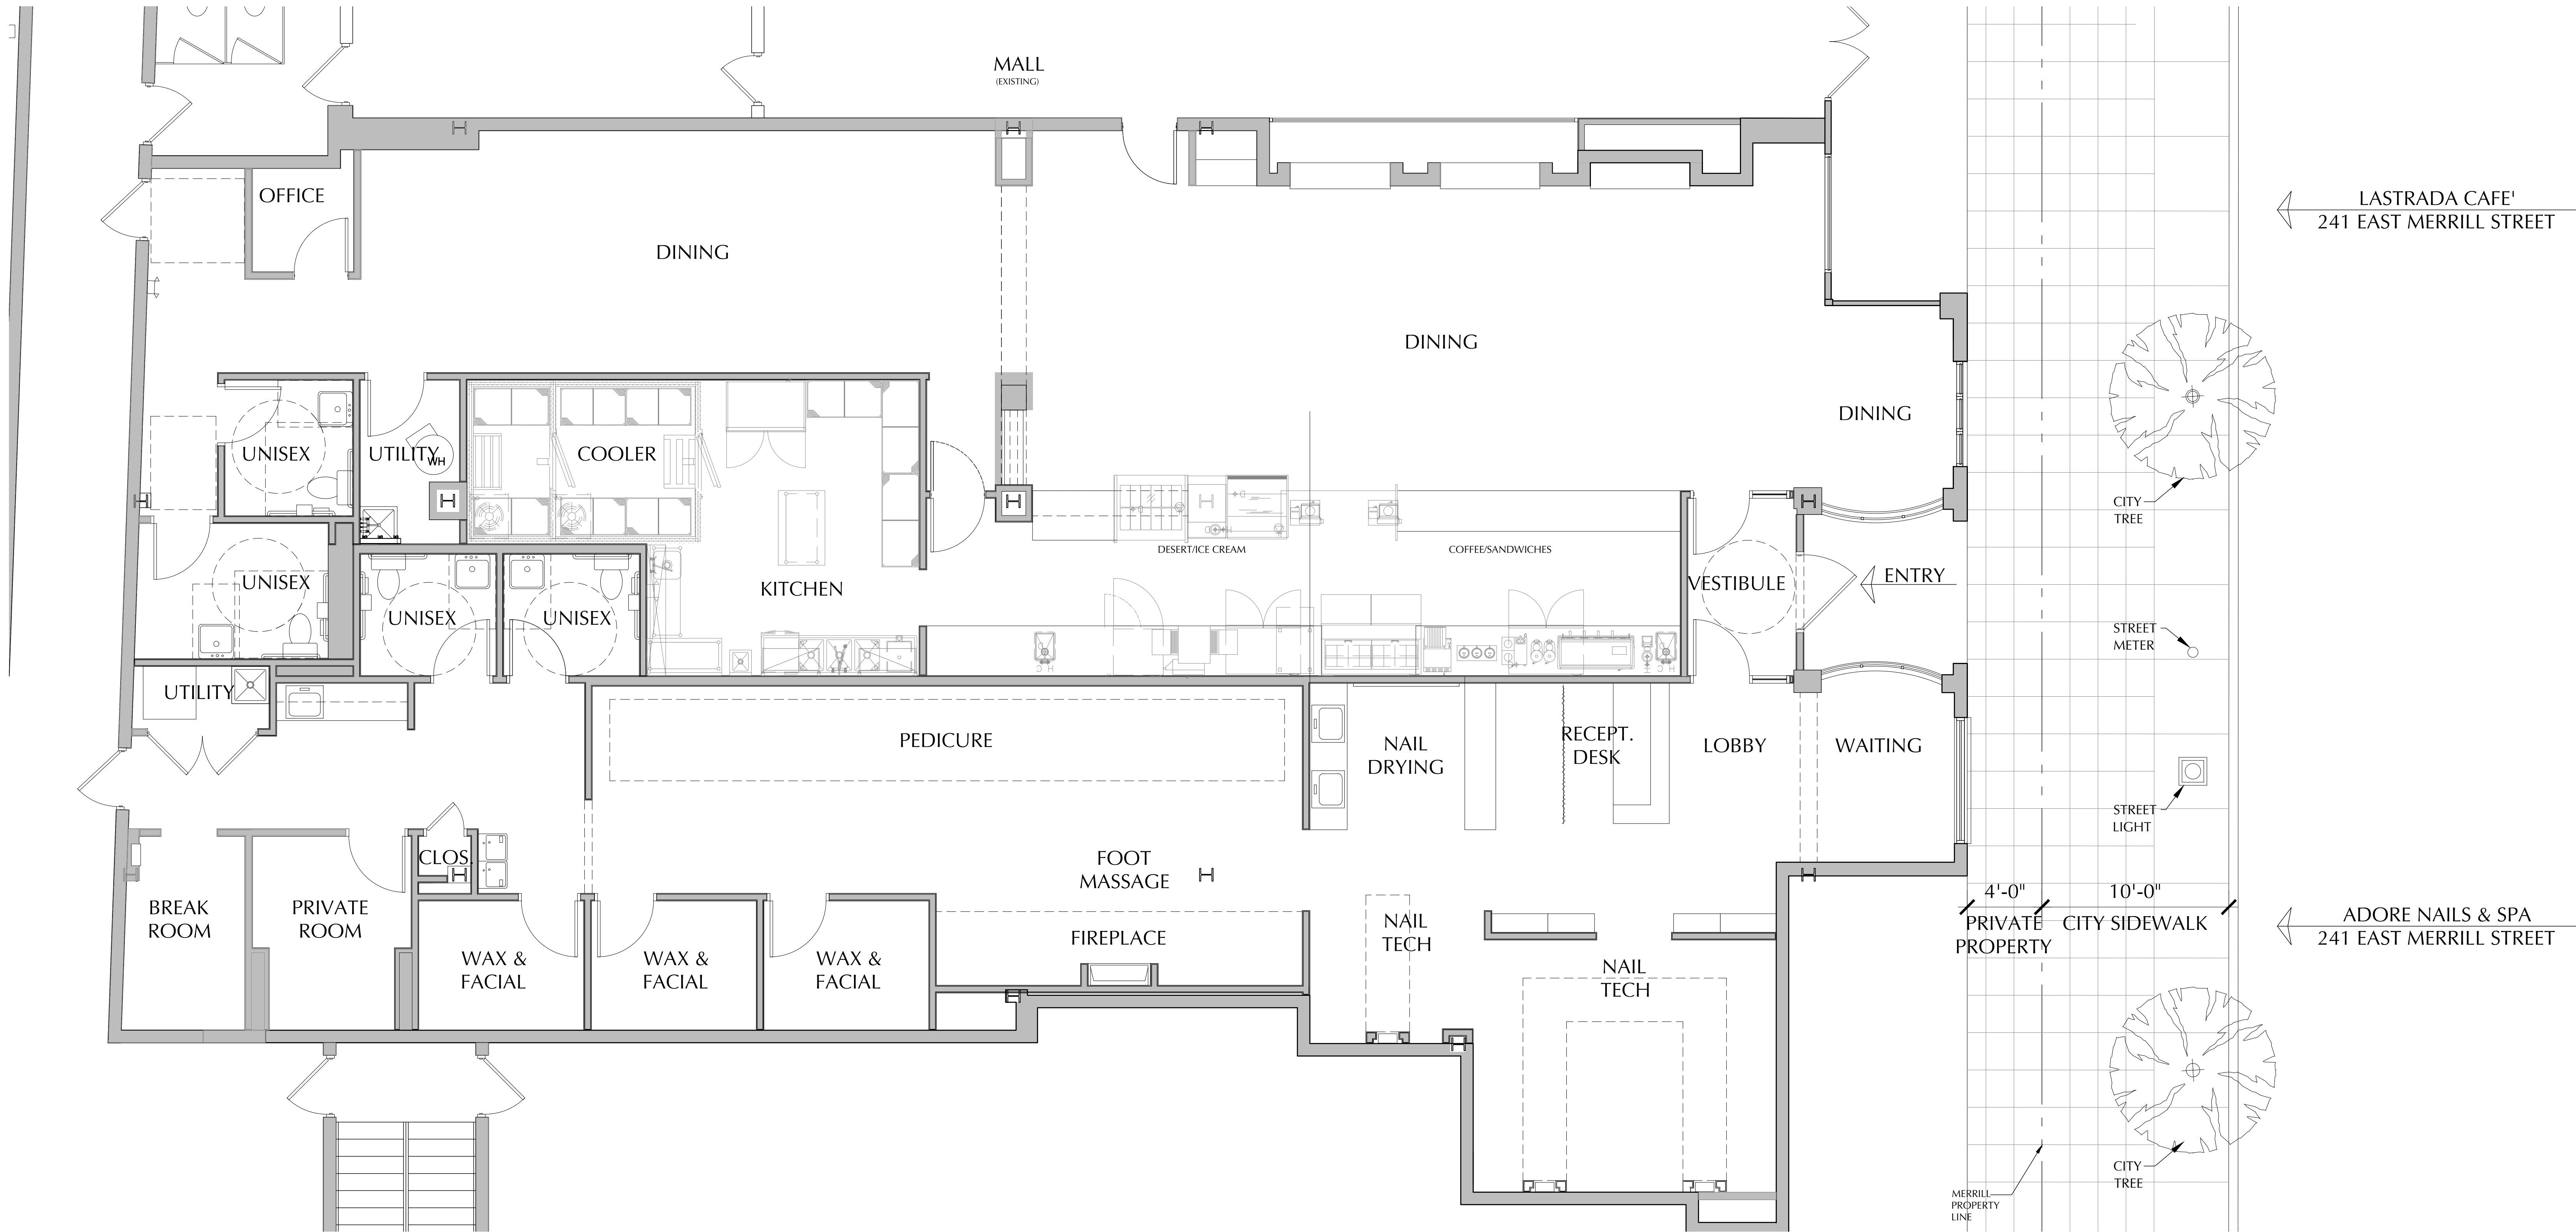 MALL
(EXISTING)
OFFICE
DINING
DINING
DINING
LASTRADA CAFE'
241 EAST MERRILL STREET
UNISEX
UTILITY
WH
COOLER
CITY
TREE
DESERT/ICE CREAM
COFFEE/SANDWICHES
UNISEX
UNISEX
UNISEX
KITCHEN
VESTIBULE
ENTRY
STREET
METER
H C
H C
UTILITY
PEDICURE
NAIL
DRYING
RECEPT.
DESK
LOBBY
WAITING
STREET
LIGHT
CLOS.
FOOT
MASSAGE
BREAK
ROOM
PRIVATE
ROOM
WAX &
FACIAL
WAX &
FACIAL
WAX &
FACIAL
FIREPLACE
NAIL
TECH
NAIL
TECH
4'-0"
10'-0"
PRIVATE
PROPERTY
CITY SIDEWALK
ADORE NAILS & SPA
241 EAST MERRILL STREET
CITY
TREE
MERRILL
PROPERTY
LINE